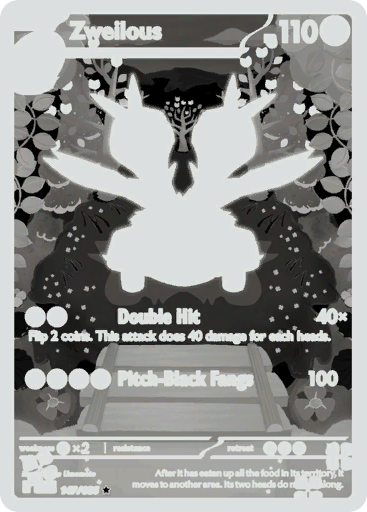 Zweilous 110
Double Hit 40×
Flip 2 coins. This attack does 40 damage for each heads.
Pitch-Black Fangs 100
weakness ×2 resistance retreat
After it has eaten up all the food in its territory, it
moves to another area. Its two heads do